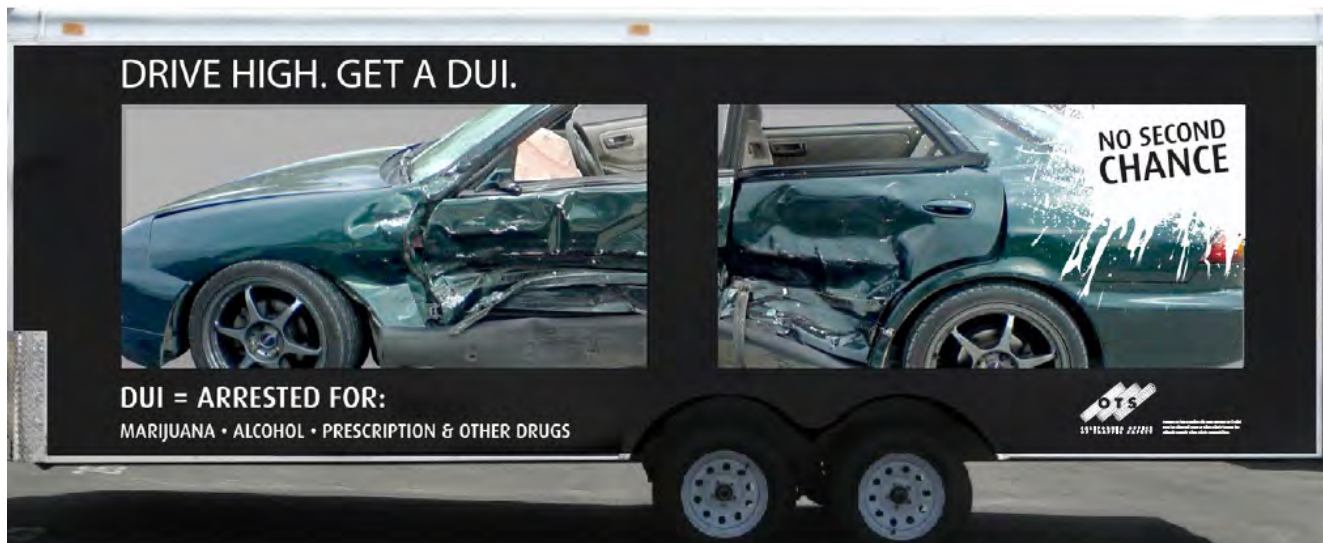 DRIVE HIGH. GET A DUI.
NO SECOND
CHANCE
DUI = ARRESTED FOR:
MARIJUANA • ALCOHOL • PRESCRIPTION & OTHER DRUGS
OTS